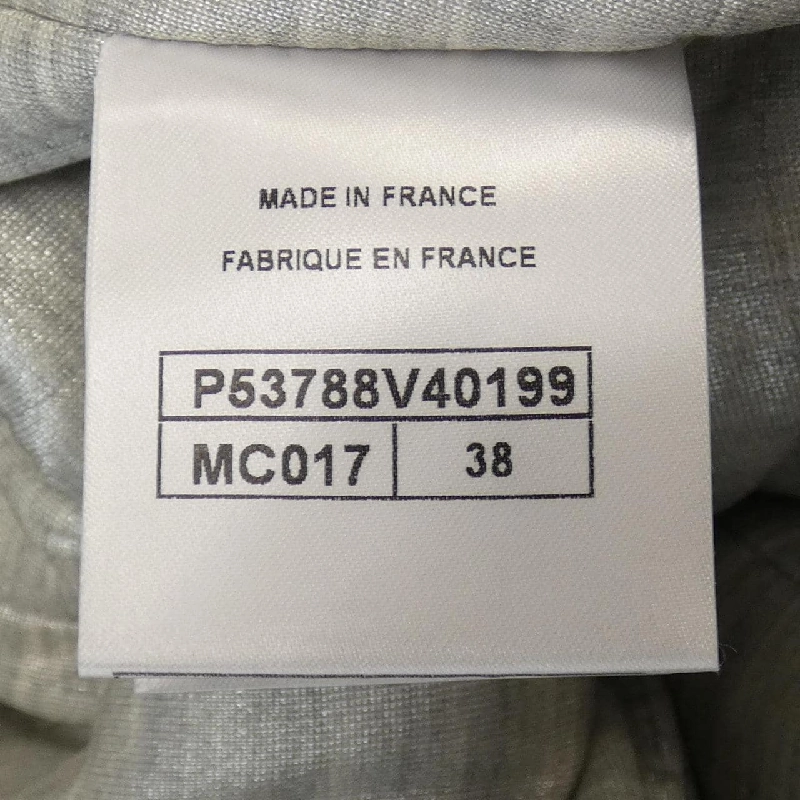 MADE IN FRANCE
FABRIQUE EN FRANCE
P53788V40199
MC017 38